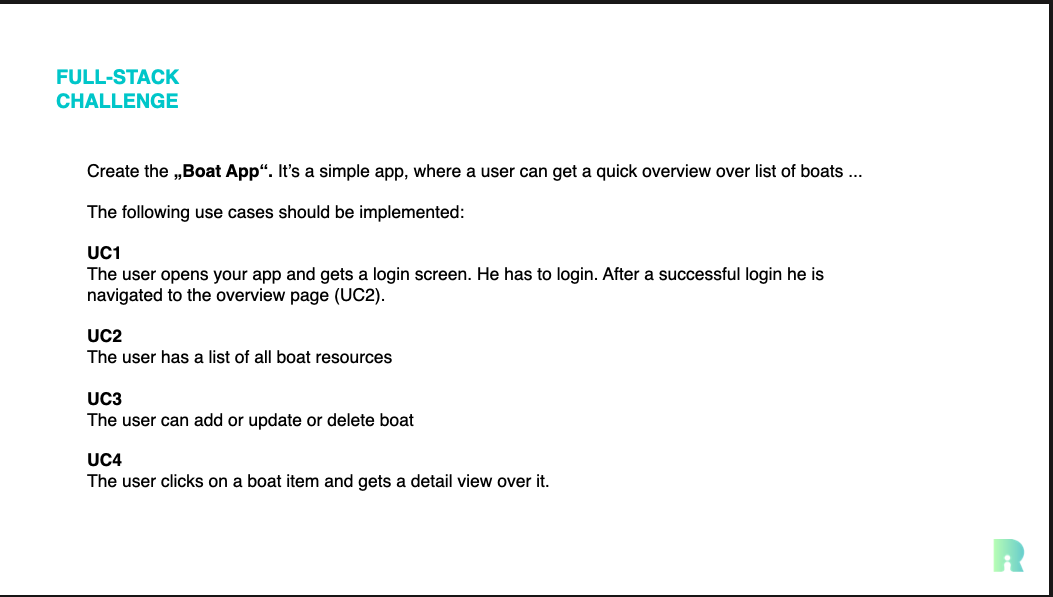 FULL-STACK
CHALLENGE
Create the „Boat App“. It’s a simple app, where a user can get a quick overview over list of boats ...
The following use cases should be implemented:
UC1
The user opens your app and gets a login screen. He has to login. After a successful login he is
navigated to the overview page (UC2).
UC2
The user has a list of all boat resources
UC3
The user can add or update or delete boat
UC4
The user clicks on a boat item and gets a detail view over it.
R